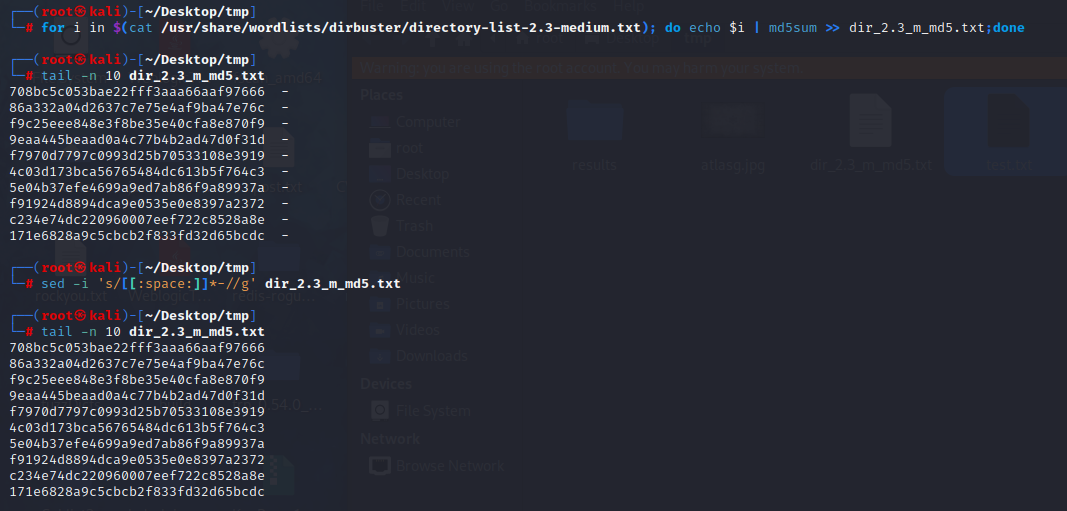 ┌──(root㉿kali)-[~/Desktop/tmp]
└─# for i in $(cat /usr/share/wordlists/dirbuster/directory-list-2.3-medium.txt); do echo $i | md5sum >> dir_2.3_m_md5.txt;done
┌──(root㉿kali)-[~/Desktop/tmp]
└─# tail -n 10 dir_2.3_m_md5.txt
708bc5c053bae22fff3aaa66aaf97666  -
86a332a04d2637c7e75e4af9ba47e76c  -
f9c25eee848e3f8be35e40cfa8e870f9  -
9eaa445beaad0a4c77b4b2ad47d0f31d  -
f7970d7797c0993d25b70533108e3919  -
4c03d173bca56765484dc613b5f764c3  -
5e04b37efe4699a9ed7ab86f9a89937a  -
f91924d8894dca9e0535e0e8397a2372  -
c234e74dc220960007eef722c8528a8e  -
171e6828a9c5cbcb2f833fd32d65bcdc  -
┌──(root㉿kali)-[~/Desktop/tmp]
└─# sed -i 's/[[:space:]]*-//g' dir_2.3_m_md5.txt
┌──(root㉿kali)-[~/Desktop/tmp]
└─# tail -n 10 dir_2.3_m_md5.txt
708bc5c053bae22fff3aaa66aaf97666
86a332a04d2637c7e75e4af9ba47e76c
f9c25eee848e3f8be35e40cfa8e870f9
9eaa445beaad0a4c77b4b2ad47d0f31d
f7970d7797c0993d25b70533108e3919
4c03d173bca56765484dc613b5f764c3
5e04b37efe4699a9ed7ab86f9a89937a
f91924d8894dca9e0535e0e8397a2372
c234e74dc220960007eef722c8528a8e
171e6828a9c5cbcb2f833fd32d65bcdc
Warning: you are using the root account. You may harm your system.
Places
Computer
root
Desktop
Recent
Trash
Documents
Music
Pictures
Videos
Downloads
Devices
File System
Network
Browse Network
results
dir_2.3_m_md5.txt
test.txt
rockyou.txt